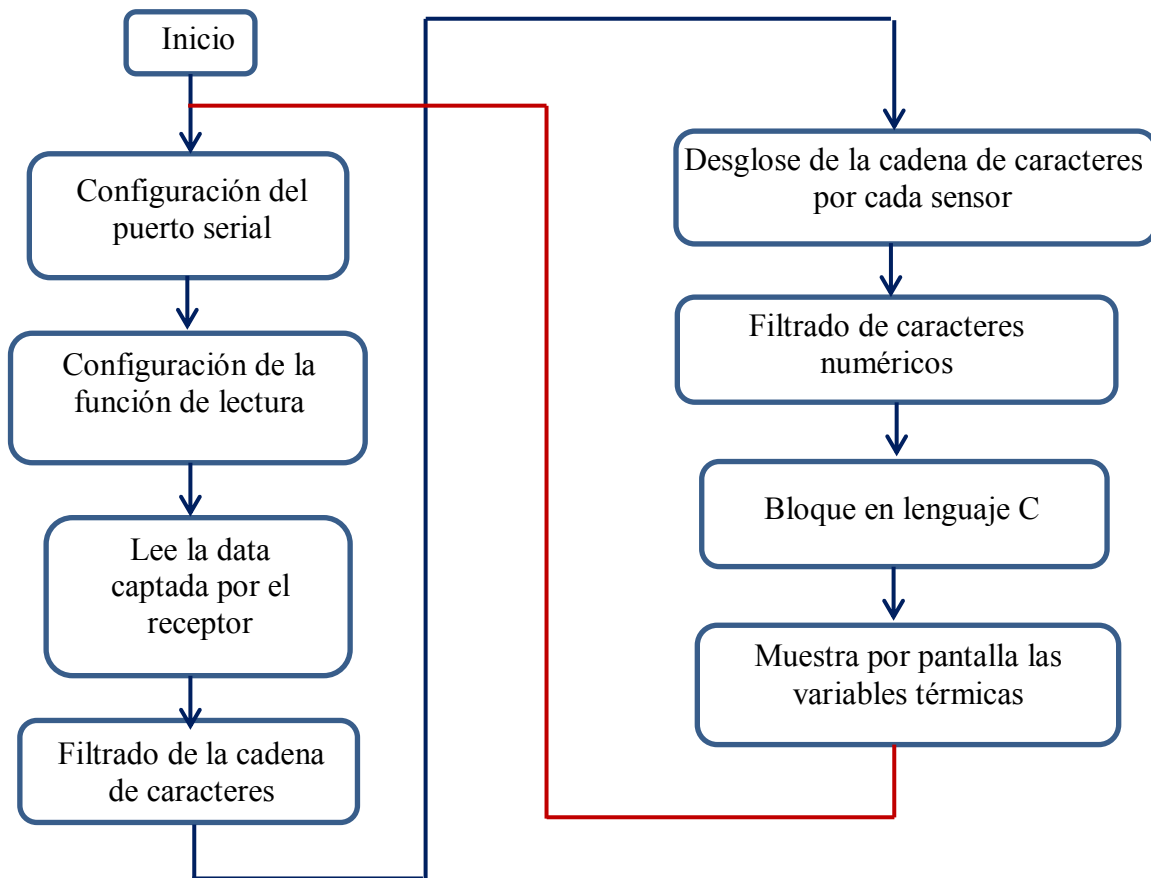 Inicio
Configuración del
puerto serial
Configuración de la
función de lectura
Lee la data
captada por el
receptor
Filtrado de la cadena
de caracteres
Desglose de la cadena de caracteres
por cada sensor
Filtrado de caracteres
numéricos
Bloque en lenguaje C
Muestra por pantalla las
variables térmicas